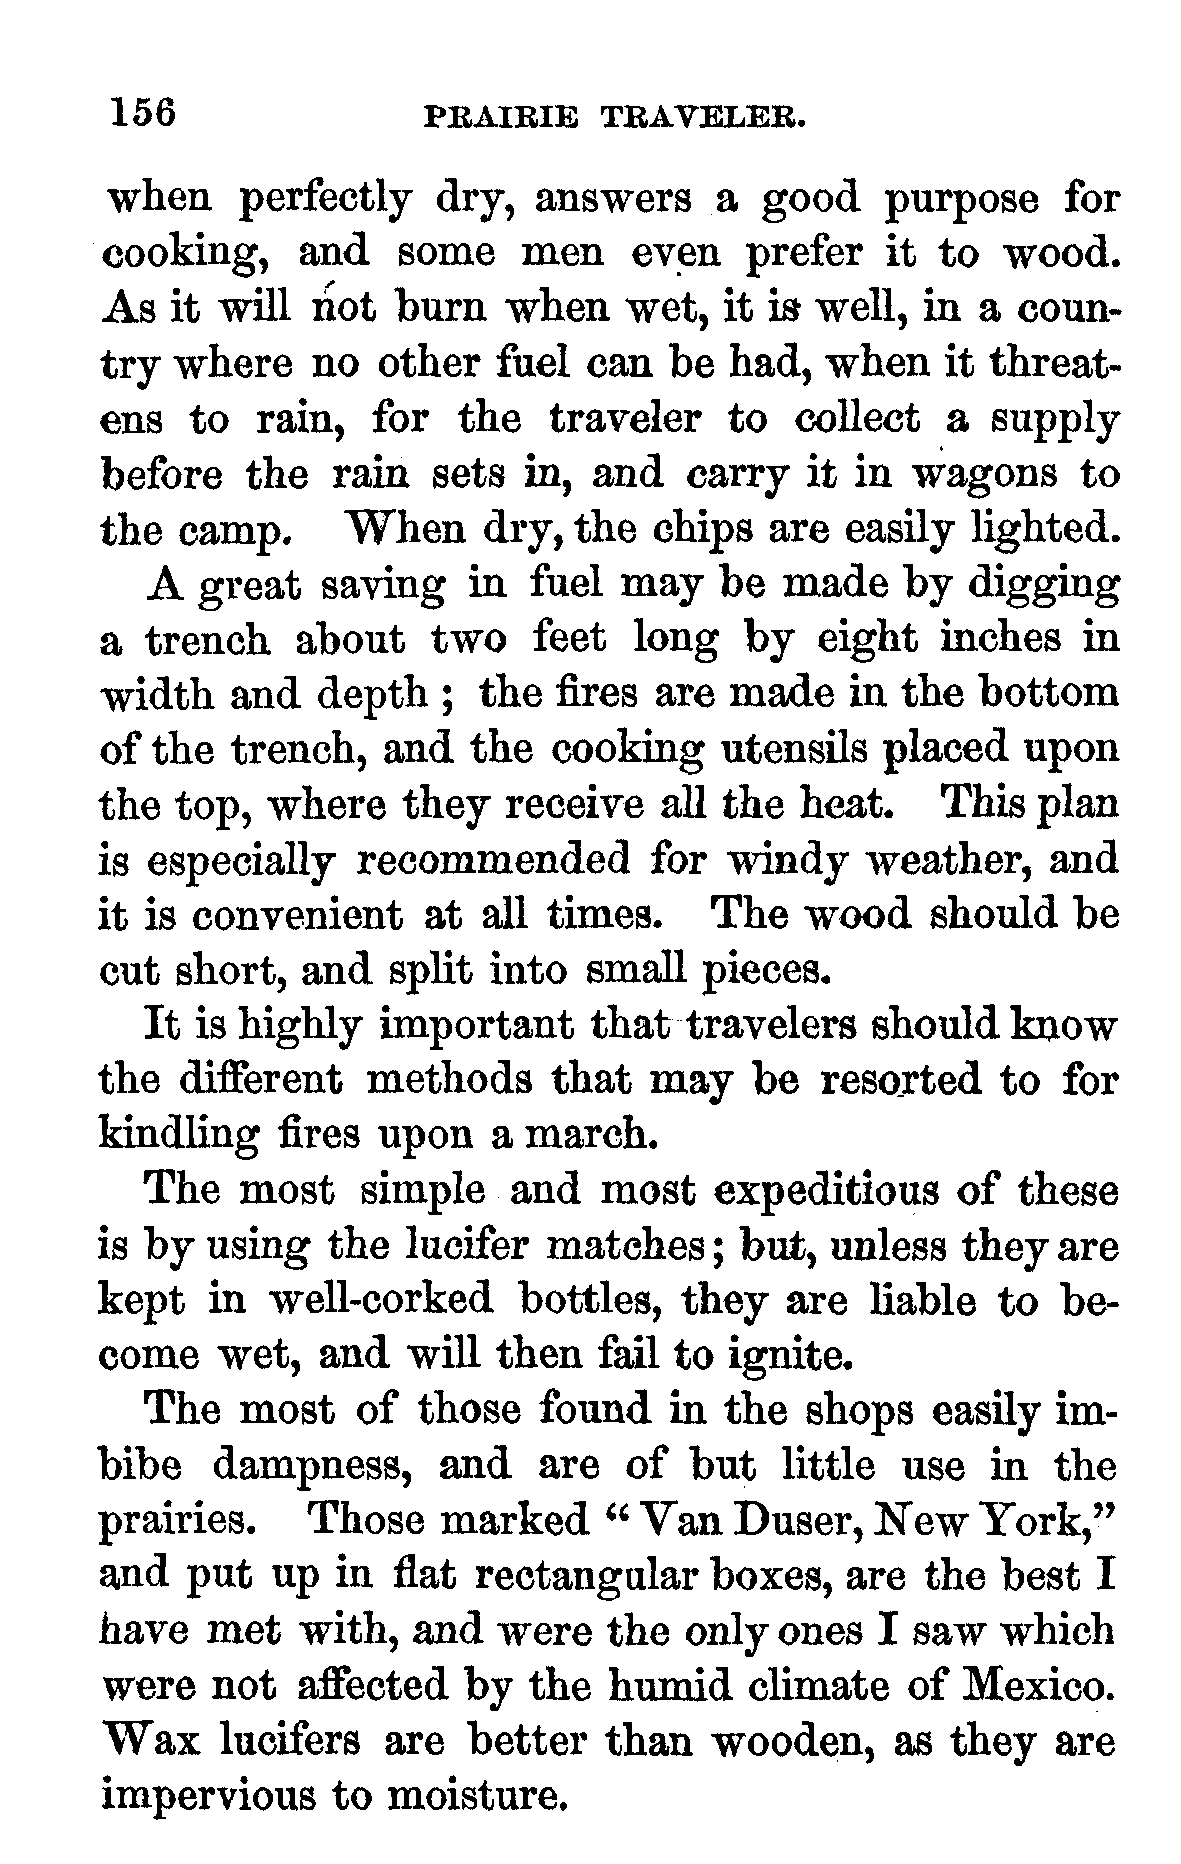 156 PRAIRIE TRAVELER.
when perfectly dry, answers a good purpose for
cooking, and some men even prefer it to wood.
As it will not burn when wet, it is well, in a coun-
try where no other fuel can be had, when it threat-
ens to rain, for the traveler to collect a supply
before the rain sets in, and carry it in wagons to
the camp. When dry, the chips are easily lighted.
A great saving in fuel may be made by digging
a trench about two feet long by eight inches in
width and depth ; the fires are made in the bottom
of the trench, and the cooking utensils placed upon
the top, where they receive all the heat. This plan
is especially recommended for windy weather, and
it is convenient at all times. The wood should be
cut short, and split into small pieces.
It is highly important that travelers should know
the different methods that may be resorted to for
kindling fires upon a march.
The most simple and most expeditious of these
is by using the lucifer matches; but, unless they are
kept in well-corked bottles, they are liable to be-
come wet, and will then fail to ignite.
The most of those found in the shops easily im-
bibe dampness, and are of but little use in the
prairies. Those marked “ Van Duser, New York,”
and put up in flat rectangular boxes, are the best I
have met with, and were the only ones I saw which
were not affected by the humid climate of Mexico.
Wax lucifers are better than wooden, as they are
impervious to moisture.